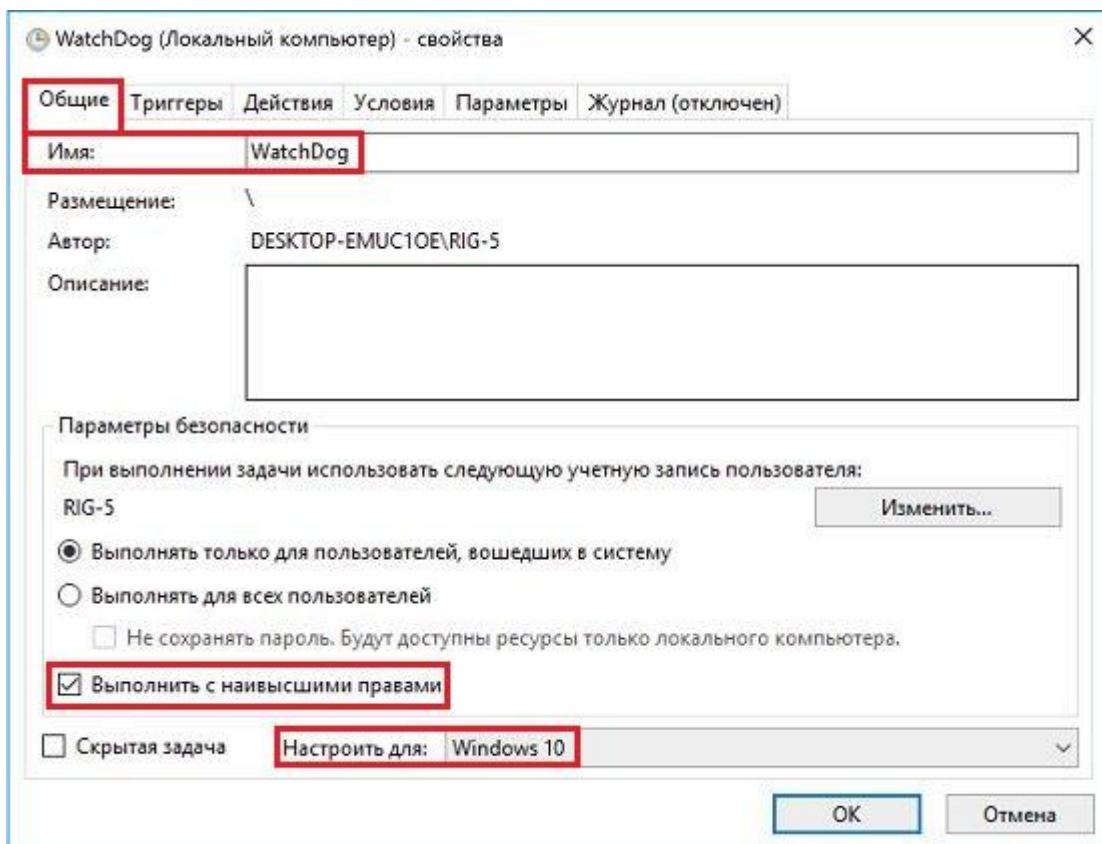 WatchDog (Локальный компьютер) - свойства
Общие Триггеры Действия Условия Параметры Журнал (отключен)
Имя: WatchDog
Размещение: \
Автор: DESKTOP-EMUC1OE\RIG-5
Описание:
Параметры безопасности
При выполнении задачи использовать следующую учетную запись пользователя:
RIG-5 Изменить...
Выполнять только для пользователей, вошедших в систему
Выполнять для всех пользователей
Не сохранять пароль. Будут доступны ресурсы только локального компьютера.
Выполнить с наивысшими правами
Скрытая задача Настроить для: Windows 10
OK Отмена